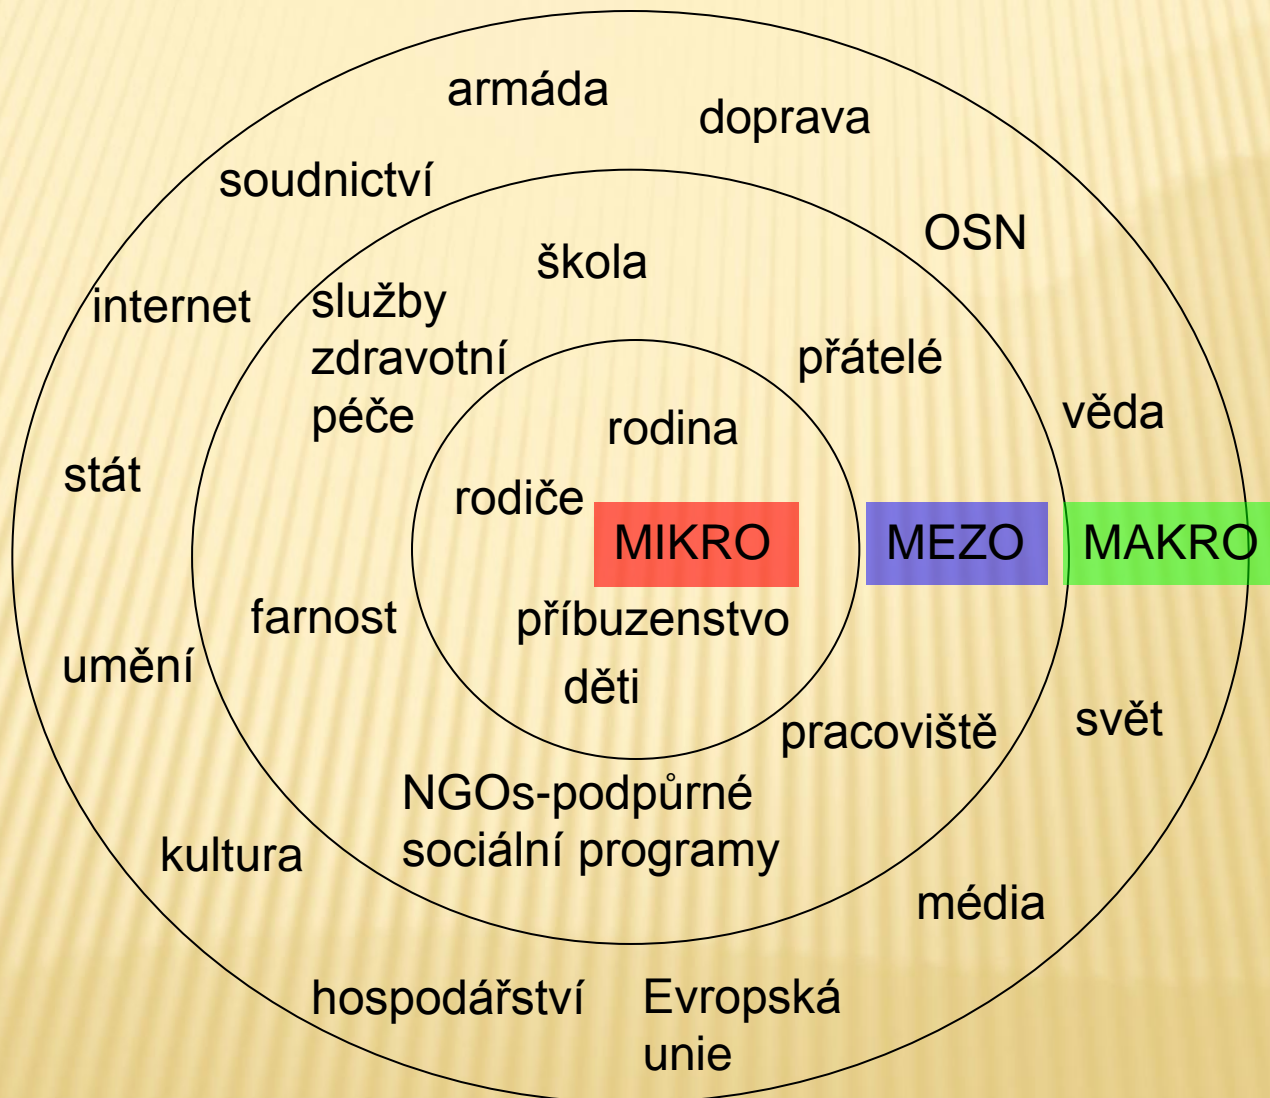 armáda
doprava
soudnictví
OSN
škola
internet
služby
zdravotní
péče
přátelé
věda
rodina
stát
rodiče
MIKRO
MEZO
MAKRO
farnost
příbuzenstvo
umění
děti
svět
pracoviště
NGOs-podpůrné
sociální programy
kultura
média
hospodářství
Evropská
unie